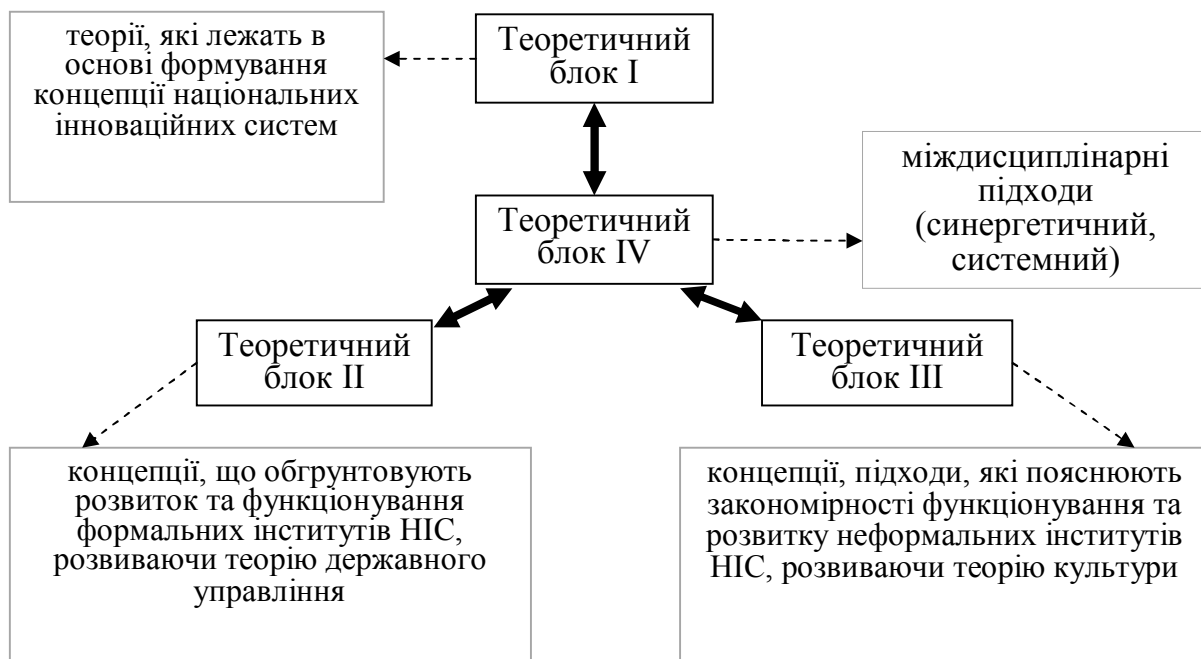 теорії, які лежать в
основі формування
концепції національних
інноваційних систем
Теоретичний
блок І
міждисциплінарні
підходи
(синергетичний,
системний)
Теоретичний
блок IV
Теоретичний
блок ІІ
Теоретичний
блок ІІІ
концепції, що обгрунтовують
розвиток та функціонування
формальних інститутів НІС,
розвиваючи теорію державного
управління
концепції, підходи, які пояснюють
закономірності функціонування та
розвитку неформальних інститутів
НІС, розвиваючи теорію культури